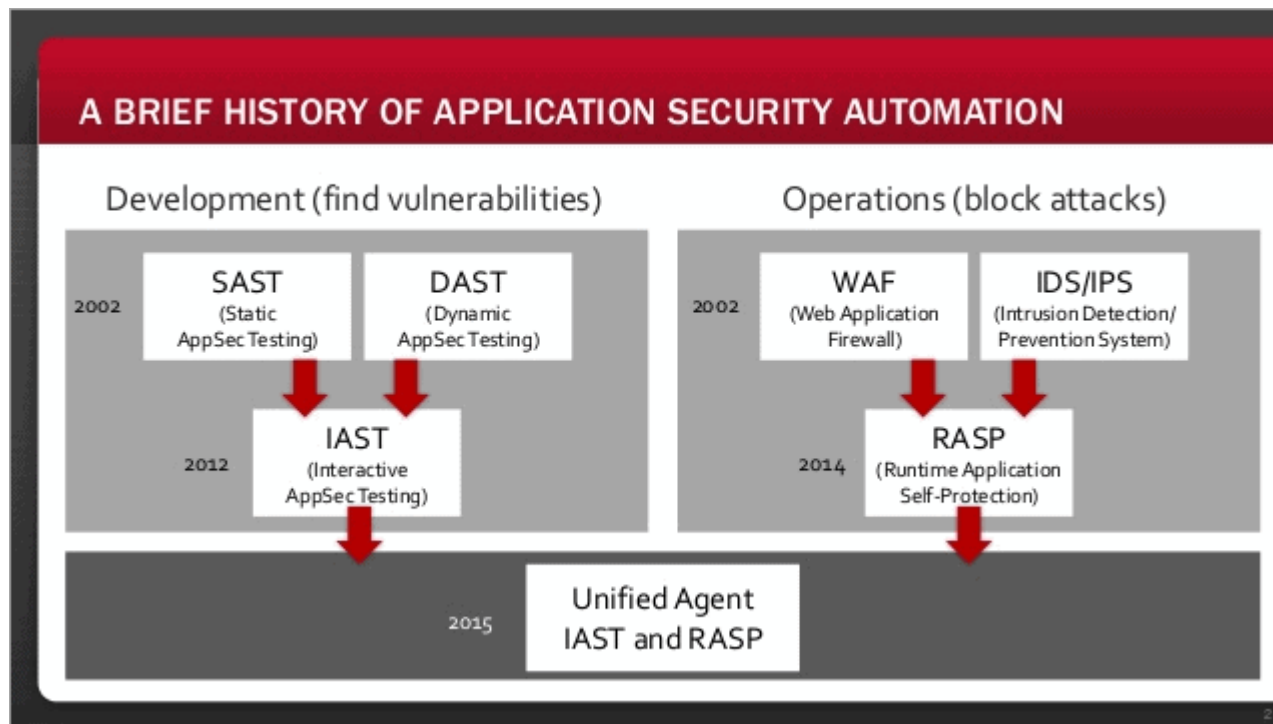 A BRIEF HISTORY OF APPLICATION SECURITY AUTOMATION
Development (find vulnerabilities)
2002
SAST
(Static
AppSec Testing)
DAST
(Dynamic
AppSec Testing)
2012
IAST
(Interactive
AppSec Testing)
Operations (block attacks)
2002
WAF
(Web Application
Firewall)
IDS/IPS
(Intrusion Detection/
Prevention System)
2014
RASP
(Runtime Application
Self-Protection)
2015
Unified Agent
IAST and RASP
2